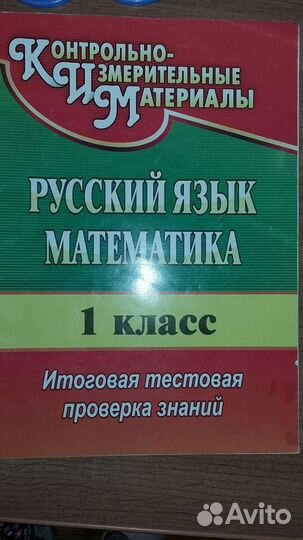 КОНТРОЛЬНО-
ИЗМЕРИТЕЛЬНЫЕ
МАТЕРИАЛЫ
РУССКИЙ ЯЗЫК
МАТЕМАТИКА
1 класс
Итоговая тестовая
проверка знаний
Avito